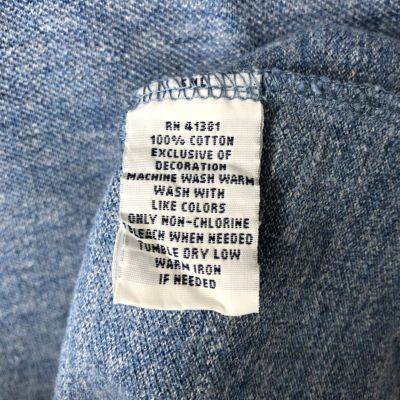 RN 41381
100% COTTON
EXCLUSIVE OF
DECORATION
MACHINE WASH WARM
WASH WITH
LIKE COLORS
ONLY NON-CHLORINE
BLEACH WHEN NEEDED
TUMBLE DRY LOW
WARM IRON
IF NEEDED